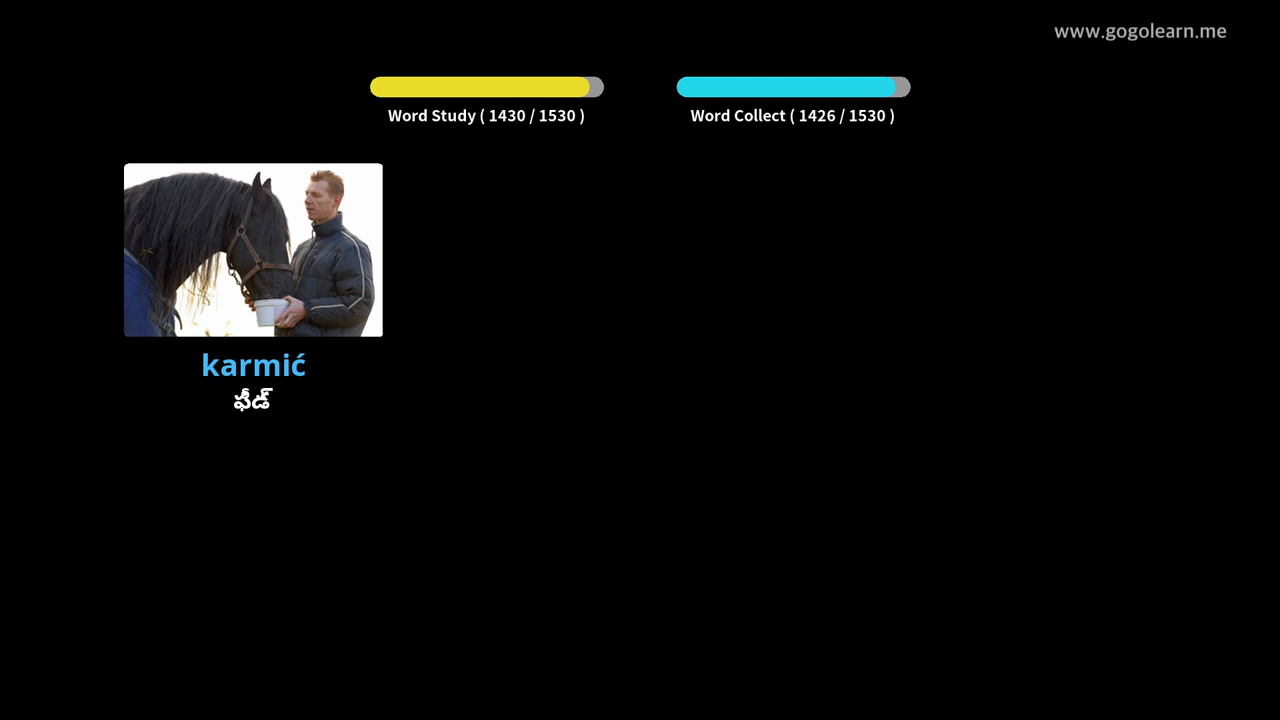 www.gogolearn.me
Word Study ( 1430 / 1530 )
Word Collect ( 1426 / 1530 )
karmić
ఫీడ్